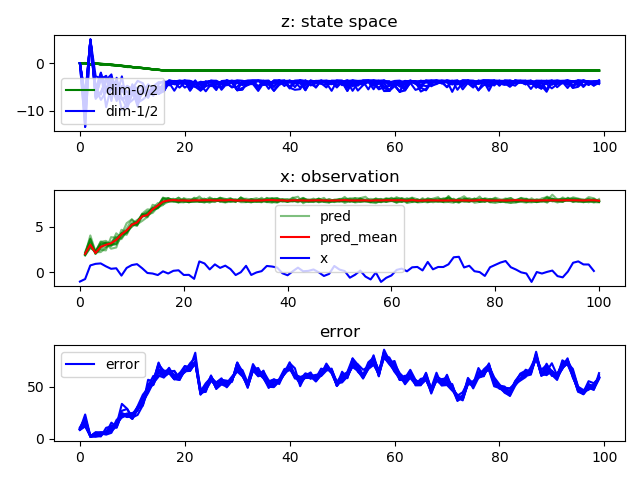 z: state space
0
−10
dim-0/2
dim-1/2
0 20 40 60 80 100
x: observation
5
0
pred
pred_mean
x
0 20 40 60 80 100
error
50
0
error
0 20 40 60 80 100